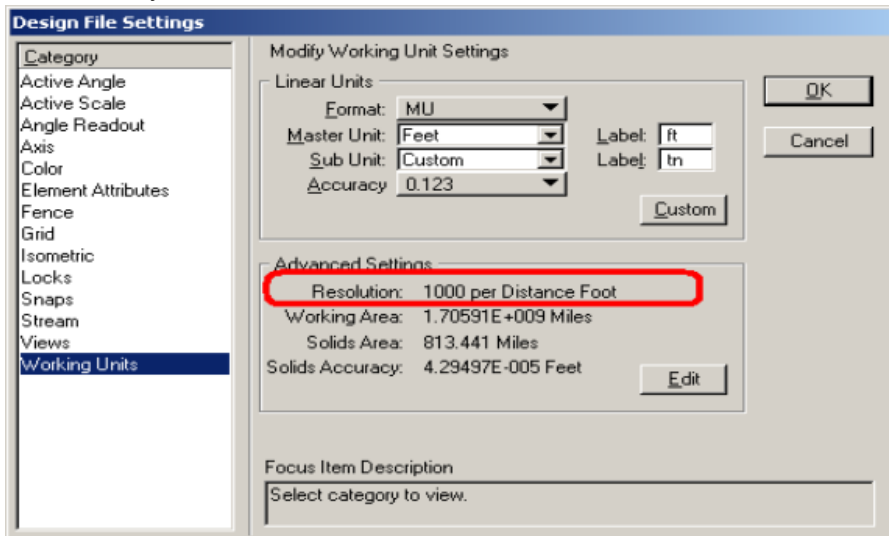 Design File Settings
Category
Active Angle
Active Scale
Angle Readout
Axis
Color
Element Attributes
Fence
Grid
Isometric
Locks
Snaps
Stream
Views
Working Units
Modify Working Unit Settings
Linear Units
Format: MU
Master Unit: Feet Label: ft
Sub Unit: Custom Label: tn
Accuracy 0.123
Custom
Advanced Settings
Resolution: 1000 per Distance Foot
Working Area: 1.70591E+009 Miles
Solids Area: 813.441 Miles
Solids Accuracy: 4.29497E-005 Feet
Edit
Focus Item Description
Select category to view.
OK
Cancel